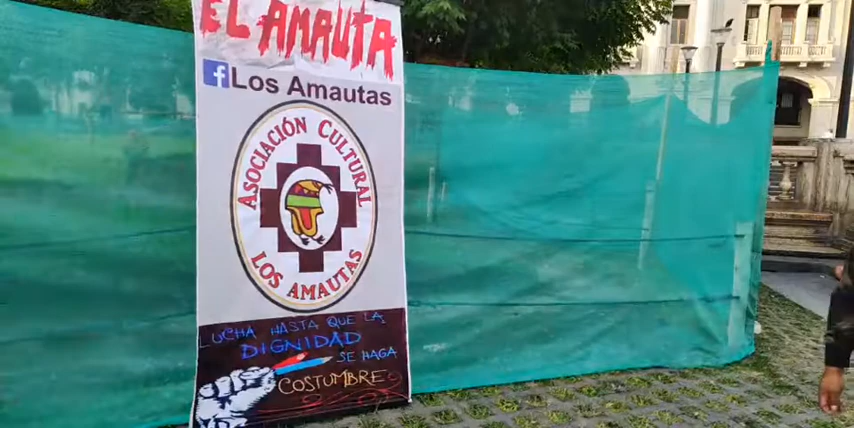 EL AMAUTA
f Los Amautas
ASOCIACIÓN CULTURAL
LOS AMAUTAS
LUCHA HASTA QUE LA
DIGNIDAD
SE HAGA
COSTUMBRE